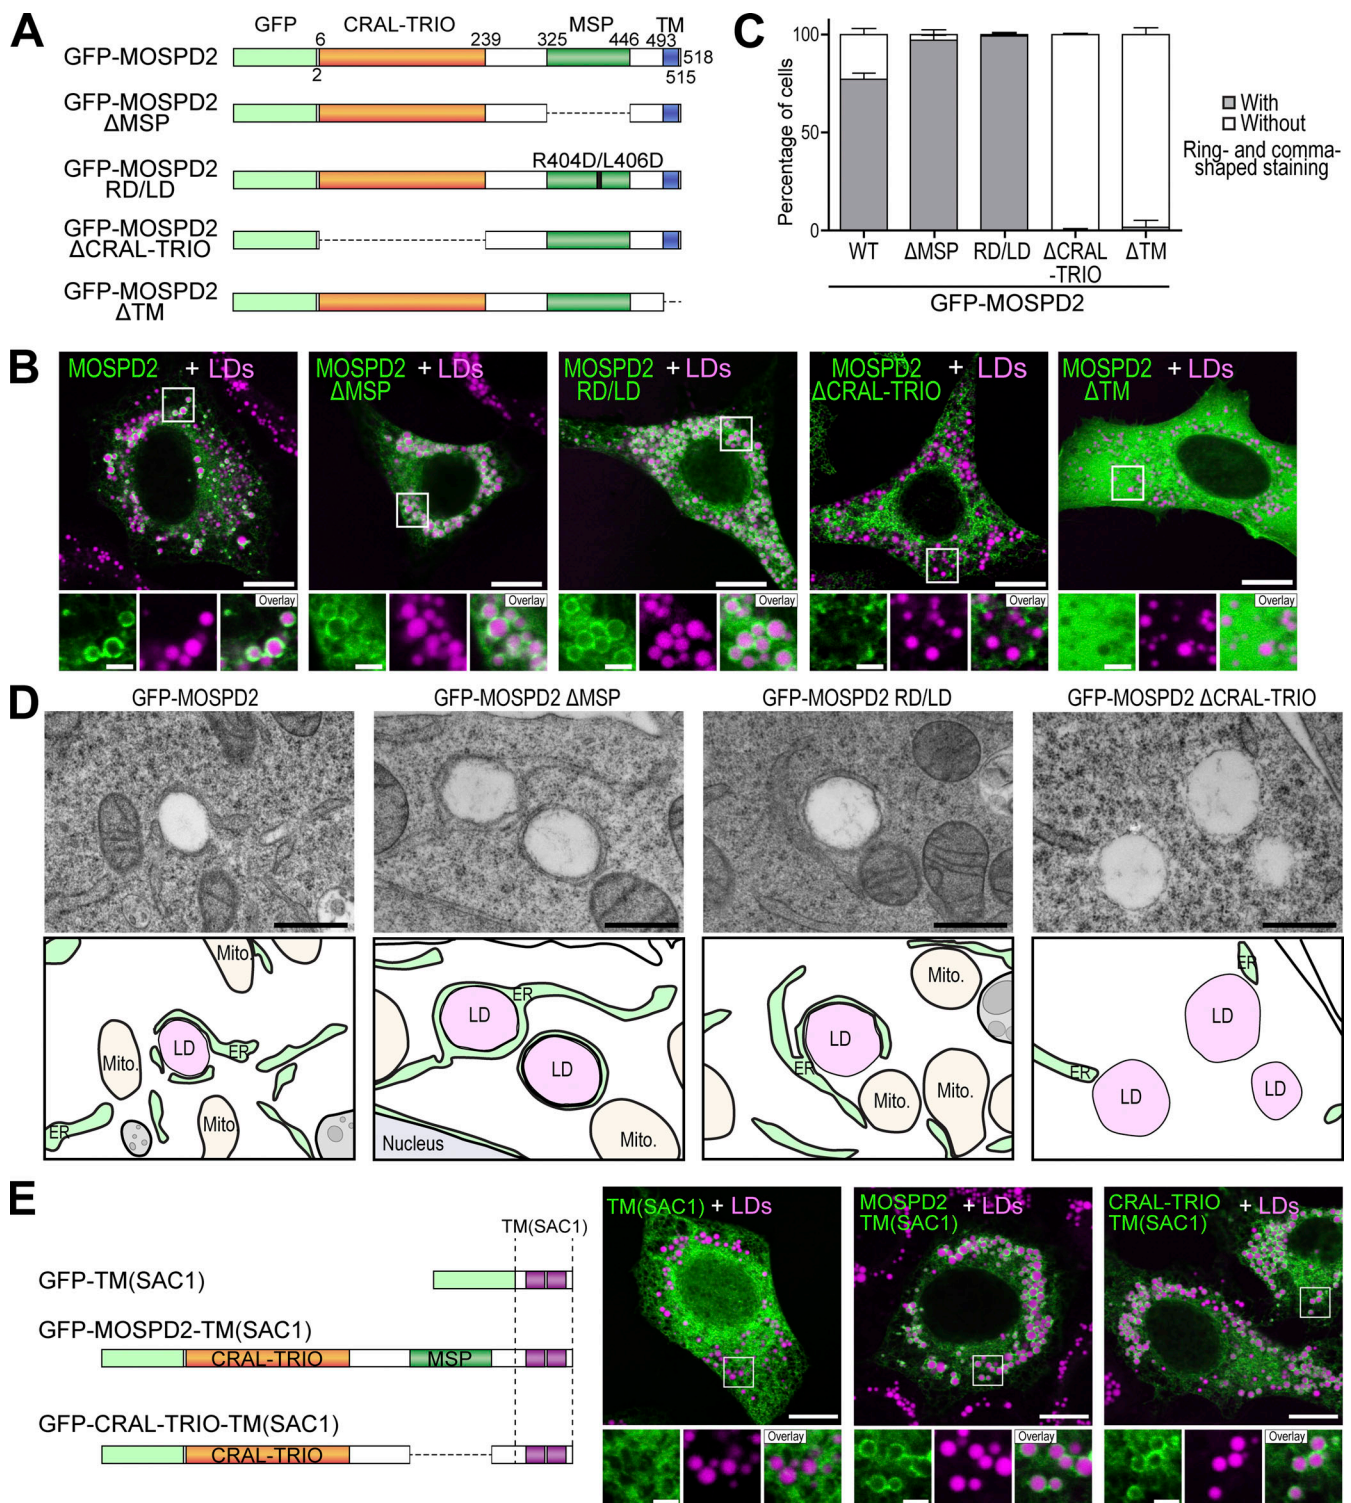 A
GFP
CRAL-TRIO
MSP
TM
6
239
325
446
493
GFP-MOSPD2
518
2
515
GFP-MOSPD2
ΔMSP
R404D/L406D
GFP-MOSPD2
RD/LD
GFP-MOSPD2
ΔCRAL-TRIO
GFP-MOSPD2
ΔTM
C
Percentage of cells
100
50
0
WT
ΔMSP
RD/LD
ΔCRAL
-TRIO
ΔTM
GFP-MOSPD2
With
Without
Ring- and comma-
shaped staining
B
MOSPD2 + LDs
Overlay
MOSPD2 + LDs
ΔMSP
Overlay
MOSPD2 + LDs
RD/LD
Overlay
MOSPD2 + LDs
ΔCRAL-TRIO
Overlay
MOSPD2 + LDs
ΔTM
Overlay
D
GFP-MOSPD2
GFP-MOSPD2 ΔMSP
GFP-MOSPD2 RD/LD
GFP-MOSPD2 ΔCRAL-TRIO
Mito.
LD
ER
Mito.
ER
Mito
ER
LD
LD
Nucleus
Mito.
Mito.
LD
ER
Mito.
Mito.
ER
LD
ER
LD
LD
E
TM(SAC1)
GFP-TM(SAC1)
GFP-MOSPD2-TM(SAC1)
CRAL-TRIO
MSP
GFP-CRAL-TRIO-TM(SAC1)
CRAL-TRIO
TM(SAC1) + LDs
Overlay
MOSPD2 + LDs
TM(SAC1)
Overlay
CRAL-TRIO + LDs
TM(SAC1)
Overlay